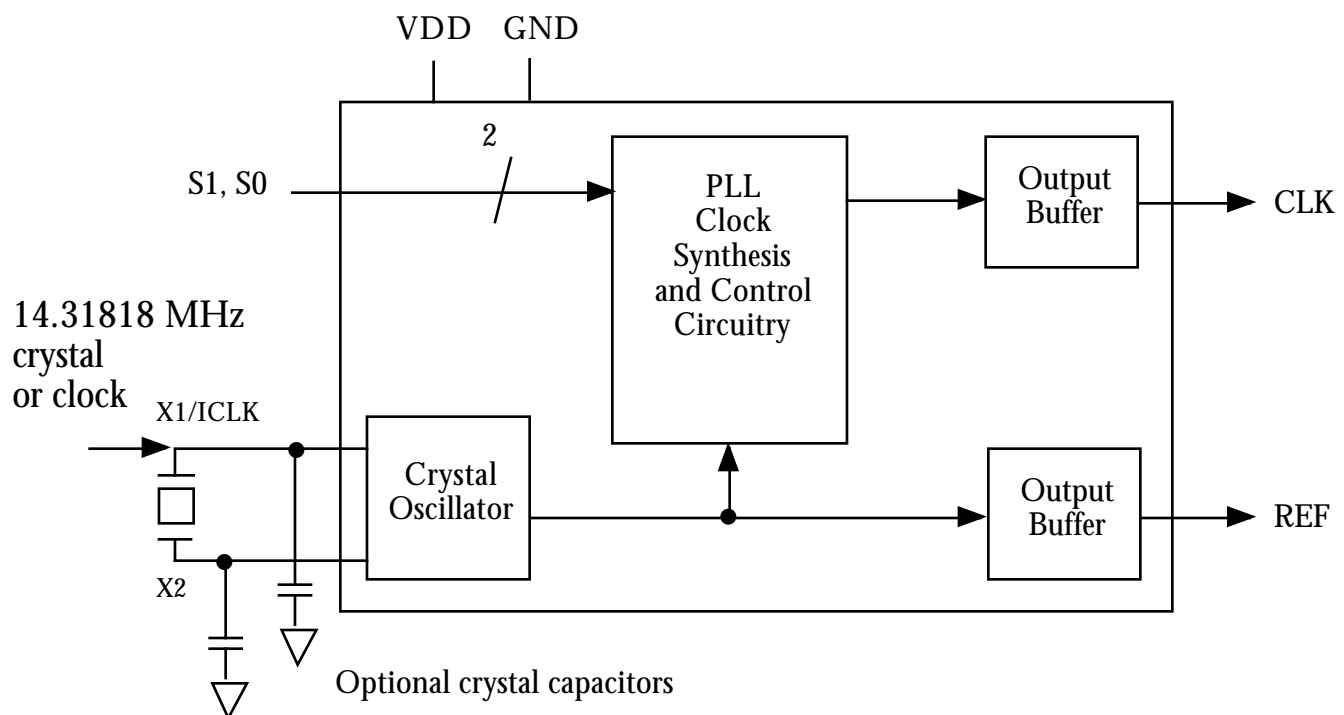 VDD GND
2
S1, S0
PLL
Clock
Synthesis
and Control
Circuitry
Output
Buffer
CLK
14.31818 MHz
crystal
or clock
X1/ICLK
Crystal
Oscillator
Output
Buffer
REF
X2
Optional crystal capacitors